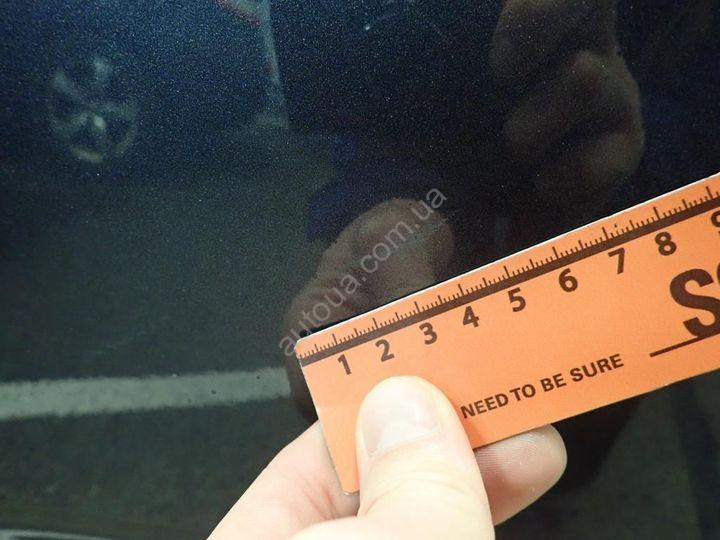 autoua.com.ua
1 2 3 4 5 6 7 8 9
NEED TO BE SURE